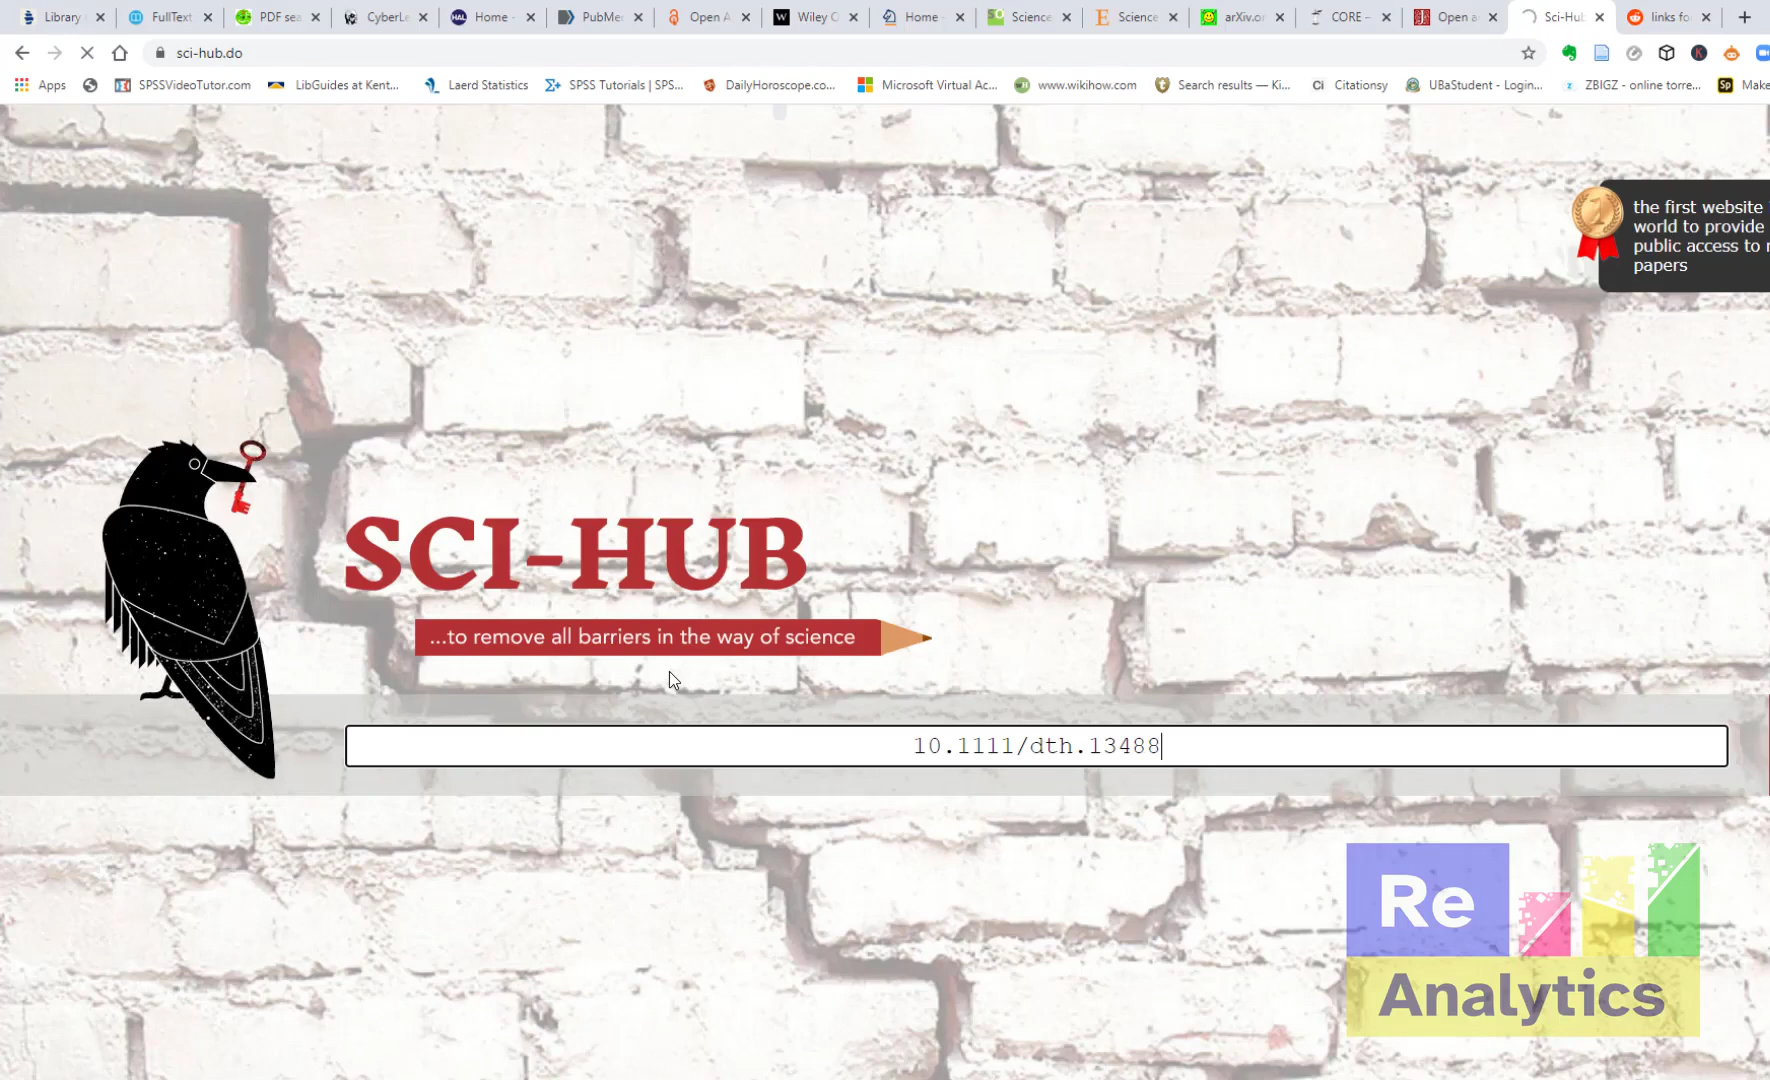 Library
FullText
PDF sea
CyberLe
HAL
Home -
PubMe
Open A
W
Wiley O
Home -
Science
E
Science
arXiv.or
CORE –
Open a
Sci-Hub
links fo
sci-hub.do
Apps
SPSSVideoTutor.com
LibGuides at Kent...
Laerd Statistics
SPSS Tutorials | SPS...
DailyHoroscope.co...
Microsoft Virtual Ac...
www.wikihow.com
Search results — Ki...
Ci
Citationsy
UBaStudent - Login...
ZBIGZ - online torre...
Sp
Make
the first website
world to provide
public access to
papers
SCI-HUB
...to remove all barriers in the way of science
10.1111/dth.13488
Re
Analytics